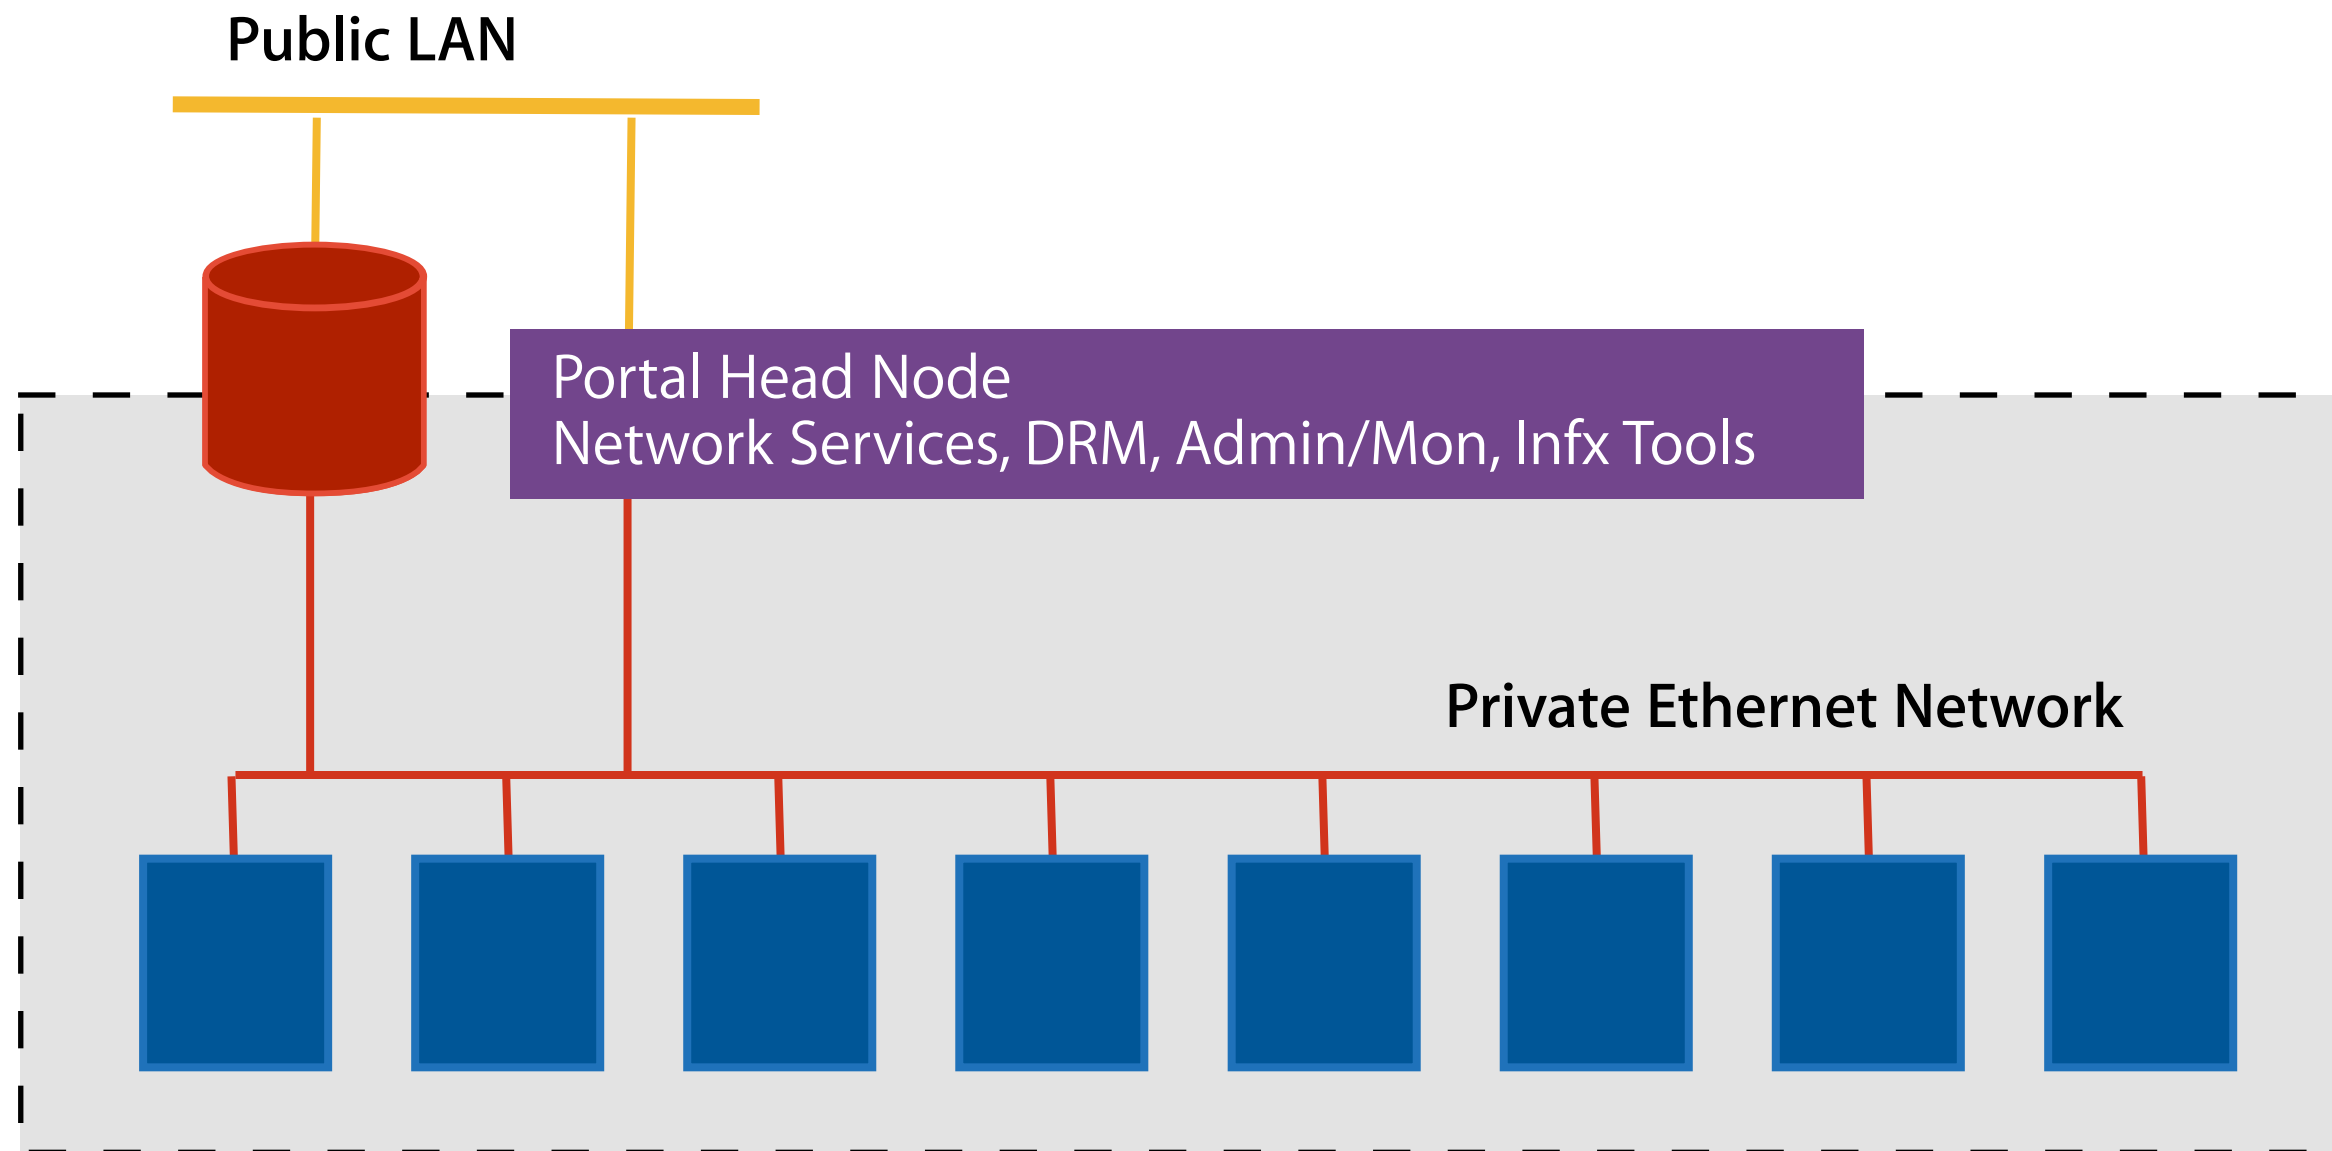 Public LAN
Portal Head Node
Network Services, DRM, Admin/Mon, Infx Tools
Private Ethernet Network